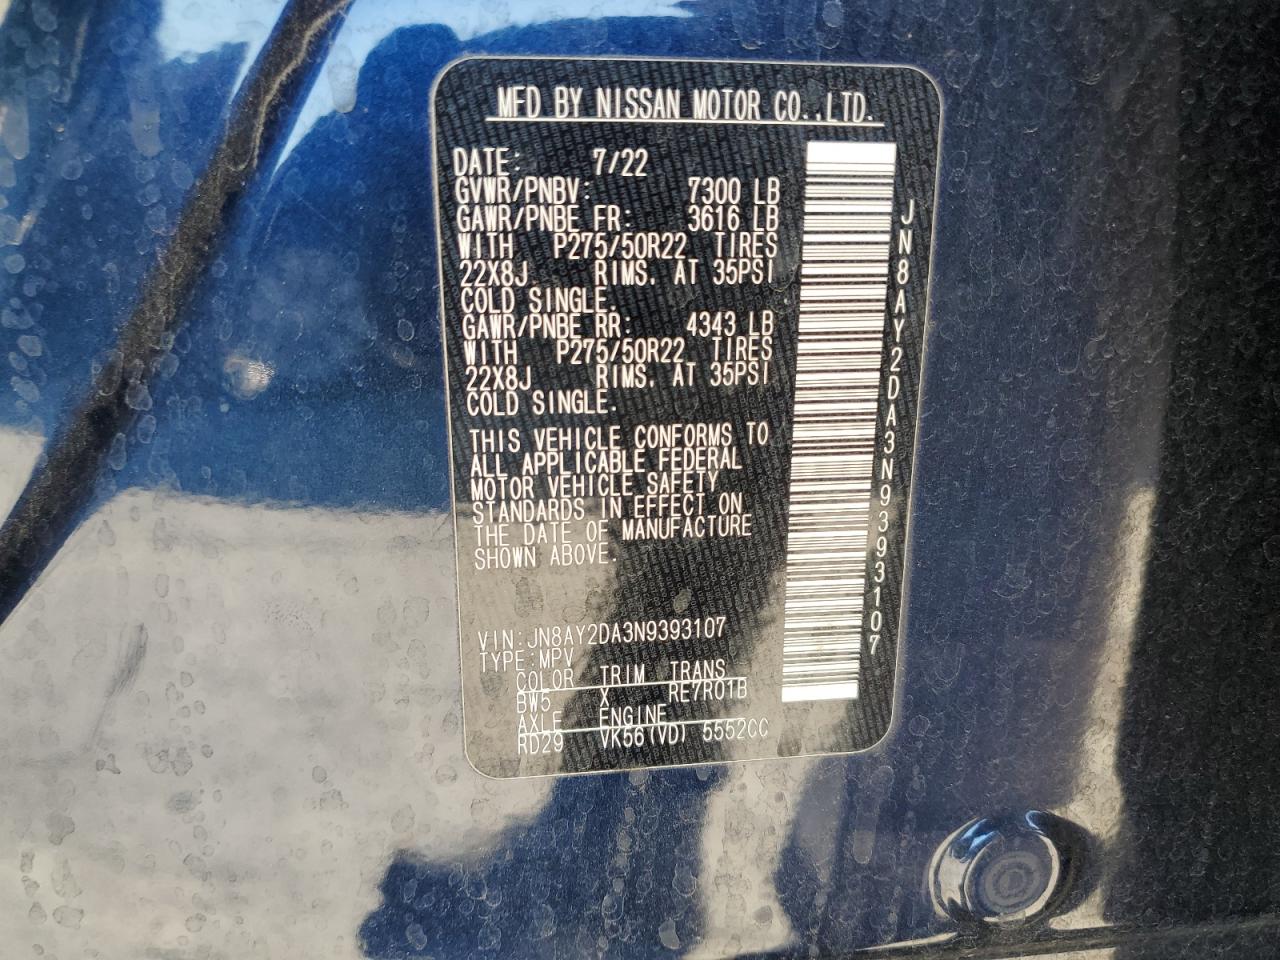 MFD BY NISSAN MOTOR CO.,LTD.
DATE: 7/22
GVWR/PNBV: 7300 LB
GAWR/PNBE FR: 3616 LB
WITH P275/50R22 TIRES
22X8J RIMS. AT 35PSI
COLD SINGLE.
GAWR/PNBE RR: 4343 LB
WITH P275/50R22 TIRES
22X8J RIMS. AT 35PSI
COLD SINGLE.
THIS VEHICLE CONFORMS TO
ALL APPLICABLE FEDERAL
MOTOR VEHICLE SAFETY
STANDARDS IN EFFECT ON
THE DATE OF MANUFACTURE
SHOWN ABOVE.
VIN:JN8AY2DA3N9393107
TYPE:MPV
COLOR TRIM TRANS
BW5 X RE7R01B
AXLE ENGINE
RD29 VK56(VD) 5552CC
JN8AY2DA3N9393107